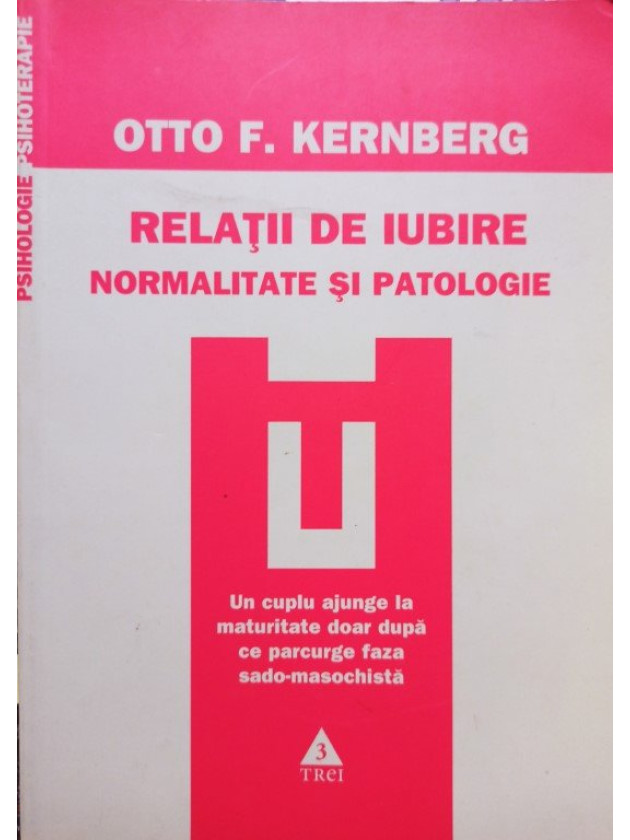 PSIHOLOGIE PSIHOTERAPIE
OTTO F. KERNBERG
RELAŢII DE IUBIRE
NORMALITATE ŞI PATOLOGIE
Un cuplu ajunge la
maturitate doar după
ce parcurge faza
sado-masochistă
3
TREI